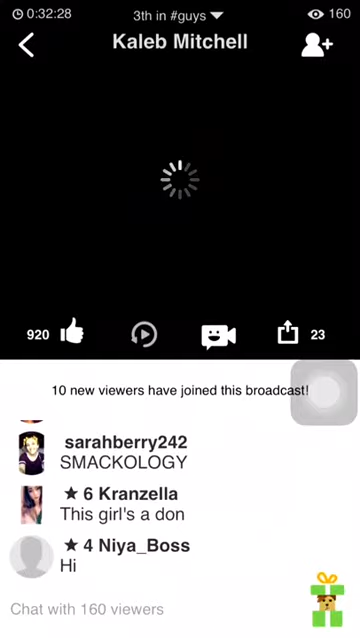 0:32:28
3th in #guys
160
Kaleb Mitchell
920
23
10 new viewers have joined this broadcast!
sarahberry242
SMACKOLOGY
★ 6 Kranzella
This girl's a don
★ 4 Niya_Boss
Hi
Chat with 160 viewers